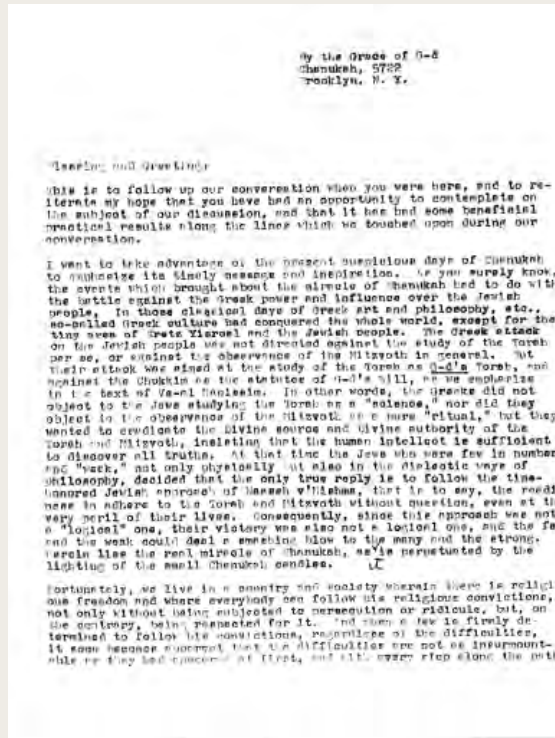 By the Grace of G-d
Chanukah, 5722
Brooklyn, N. Y.
Blessing and Greeting:
This is to follow up our conversation when you were here, and to re-
iterate my hope that you have had an opportunity to contemplate on
the subject of our discussion, and that it has had some beneficial
practical results along the lines which we touched upon during our
conversation.
I want to take advantage of the present auspicious days of Chanukah
to emphasize its timely message and inspiration. As you surely know,
the events which brought about the miracle of Chanukah had to do with
the battle against the Greek power and influence over the Jewish
people. In those classical days of Greek art and philosophy, etc.,
so-called Greek culture had conquered the whole world, except for the
tiny area of Eretz Yisroel and the Jewish people. The Greek attack
on the Jewish people was not directed against the study of the Torah
per se, or against the observance of the Mitzvoth in general. But
their attack was aimed at the study of the Torah as G-d's Torah, and
against the Chukkim as the statutes of G-d's will, as we emphasize
in the text of Va-al Hanissim. In other words, the Greeks did not
object to the Jews studying the Torah as a "science," nor did they
object to the observance of the Mitzvoth as a mere "ritual," but they
wanted to eradicate the Divine source and Divine authority of the
Torah and Mitzvoth, insisting that the human intellect is sufficient
to discover all truths. At that time the Jews who were few in number
and "weak," not only physically but also in the dialectic ways of
philosophy, decided that the only true reply is to follow the time-
honored Jewish approach of Naaseh v'Nishma, that is to say, the readi
ness to adhere to the Torah and Mitzvoth without question, even at the
very peril of their lives. Consequently, since this approach was not
a "logical" one, their victory was also not a logical one, and the fe
and the weak could deal a smashing blow to the many and the strong.
Herein lies the real miracle of Chanukah, as is perpetuated by the
lighting of the small Chanukah candles.
Fortunately, we live in a country and society wherein there is religi
ous freedom and where everybody can follow his religious convictions,
not only without being subjected to persecution or ridicule, but, on
the contrary, being respected for it. And when a Jew is firmly de-
termined to follow his convictions, regardless of the difficulties,
it soon becomes apparent that the difficulties are not as insurmount-
able as they had appeared at first, and with every step along the path